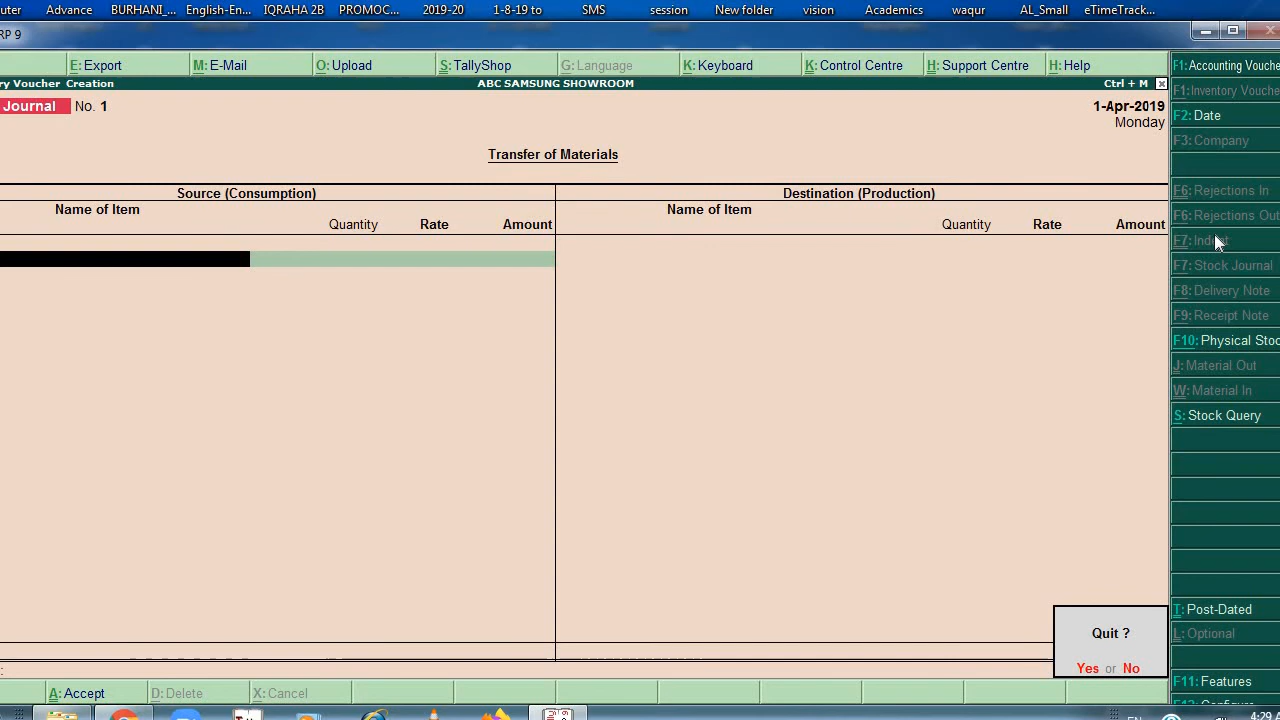 uter Advance BURHANI_... English-En... IQRAHA 2B PROMOC... 2019-20 1-8-19 to SMS session New folder vision Academics waqur AL_Small eTimeTrack...
RP 9
E: Export M: E-Mail O: Upload S: TallyShop G: Language K: Keyboard K: Control Centre H: Support Centre H: Help
ry Voucher Creation ABC SAMSUNG SHOWROOM Ctrl + M
Journal No. 1 1-Apr-2019
Monday
Transfer of Materials
Source (Consumption) Destination (Production)
Name of Item Name of Item
Quantity Rate Amount Quantity Rate Amount
F1: Accounting Vouche
F1: Inventory Vouche
F2: Date
F3: Company
F6: Rejections In
F6: Rejections Out
F7: Indent
F7: Stock Journal
F8: Delivery Note
F9: Receipt Note
F10: Physical Stoc
J: Material Out
W: Material In
S: Stock Query
T: Post-Dated
L: Optional
F11: Features
Quit ?
Yes or No
:
A: Accept D: Delete X: Cancel
EN